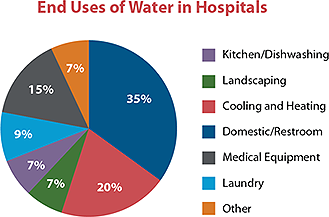 End Uses of Water in Hospitals
7%
35%
15%
9%
7%
7%
20%
Kitchen/Dishwashing
Landscaping
Cooling and Heating
Domestic/Restroom
Medical Equipment
Laundry
Other